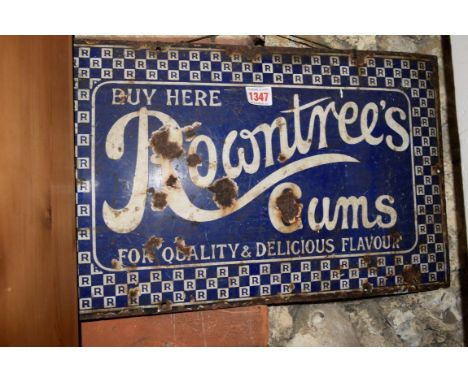 BUY HERE
1347
Rowntree's
Gums
FOR QUALITY & DELICIOUS FLAVOUR